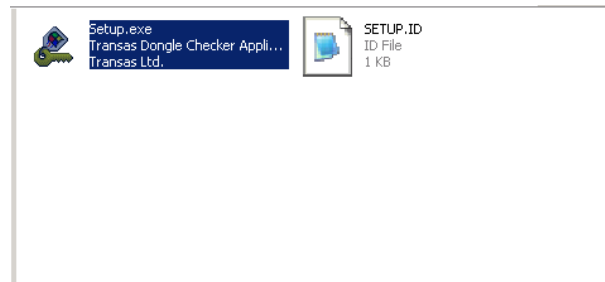 Setup.exe
Transas Dongle Checker Appli...
Transas Ltd.
SETUP.ID
ID File
1 KB